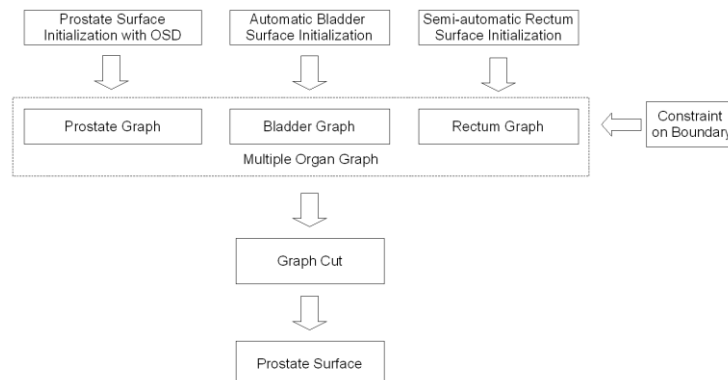 Prostate Surface
Initialization with OSD
Automatic Bladder
Surface Initialization
Semi-automatic Rectum
Surface Initialization
Prostate Graph
Bladder Graph
Rectum Graph
Constraint
on Boundary
Multiple Organ Graph
Graph Cut
Prostate Surface